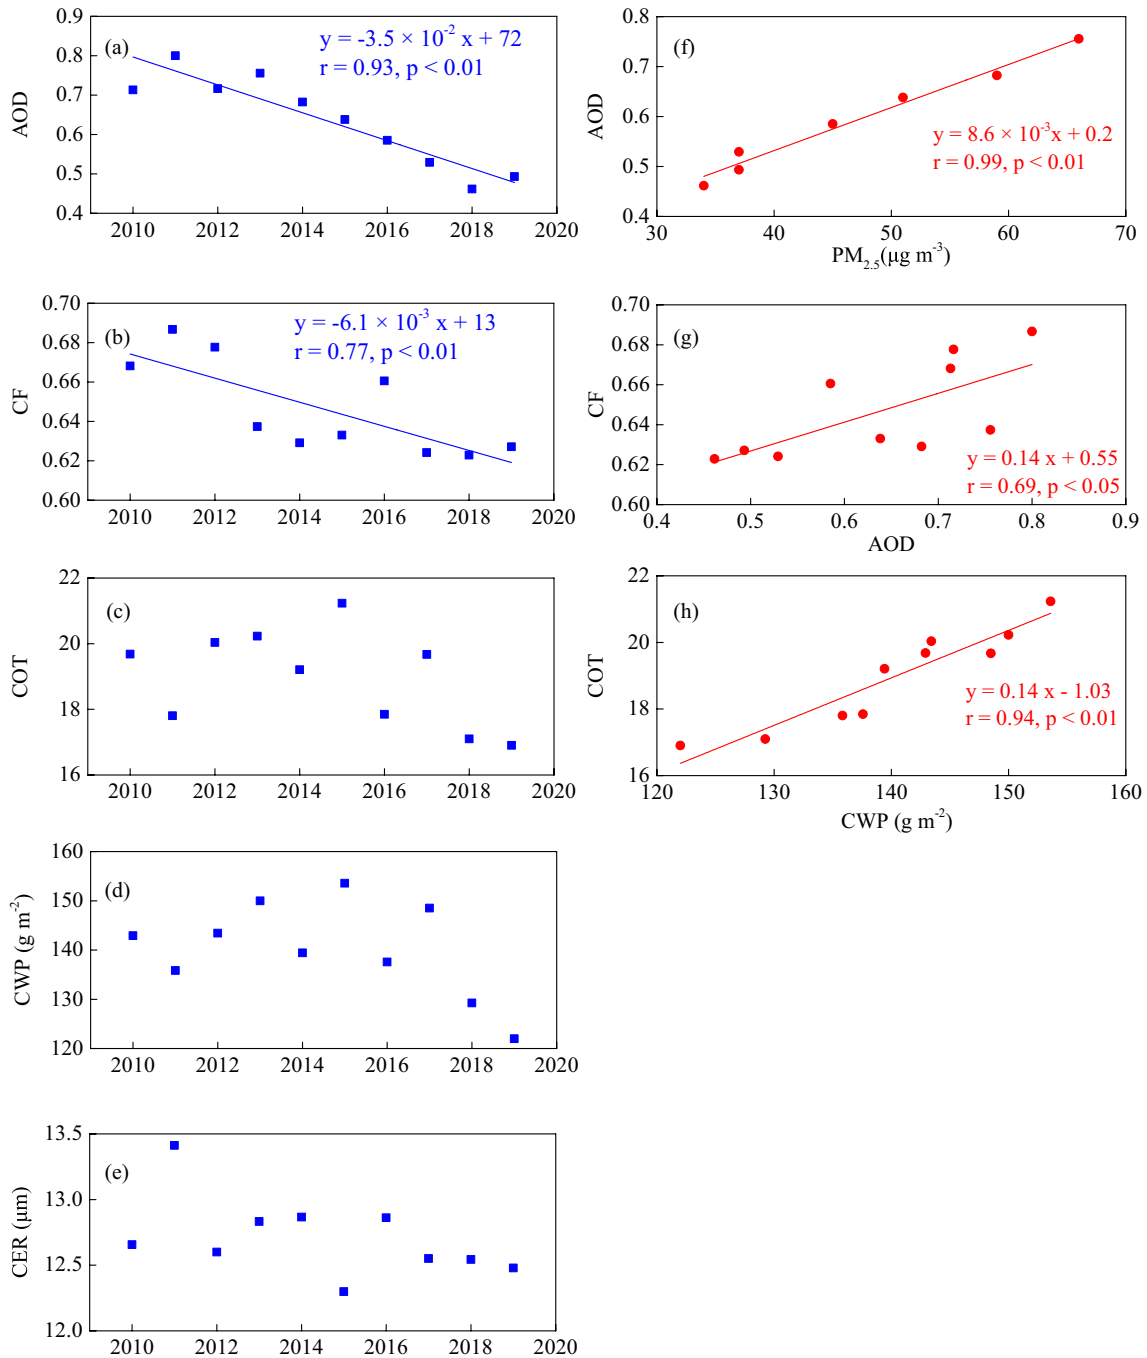 (a)
y = -3.5 × 10⁻² x + 72
r = 0.93, p < 0.01
AOD
0.9
0.8
0.7
0.6
0.5
0.4
2010 2012 2014 2016 2018 2020
(b)
y = -6.1 × 10⁻³ x + 13
r = 0.77, p < 0.01
CF
0.70
0.68
0.66
0.64
0.62
0.60
2010 2012 2014 2016 2018 2020
(c)
COT
22
20
18
16
2010 2012 2014 2016 2018 2020
(d)
CWP (g m⁻²)
160
150
140
130
120
2010 2012 2014 2016 2018 2020
(e)
CER (μm)
13.5
13.0
12.5
12.0
2010 2012 2014 2016 2018 2020
(f)
y = 8.6 × 10⁻³x + 0.2
r = 0.99, p < 0.01
AOD
0.8
0.7
0.6
0.5
0.4
30 40 50 60 70
PM₂.₅(μg m⁻³)
(g)
y = 0.14 x + 0.55
r = 0.69, p < 0.05
CF
0.70
0.68
0.66
0.64
0.62
0.60
0.4 0.5 0.6 0.7 0.8 0.9
AOD
(h)
y = 0.14 x - 1.03
r = 0.94, p < 0.01
COT
22
20
18
16
120 130 140 150 160
CWP (g m⁻²)